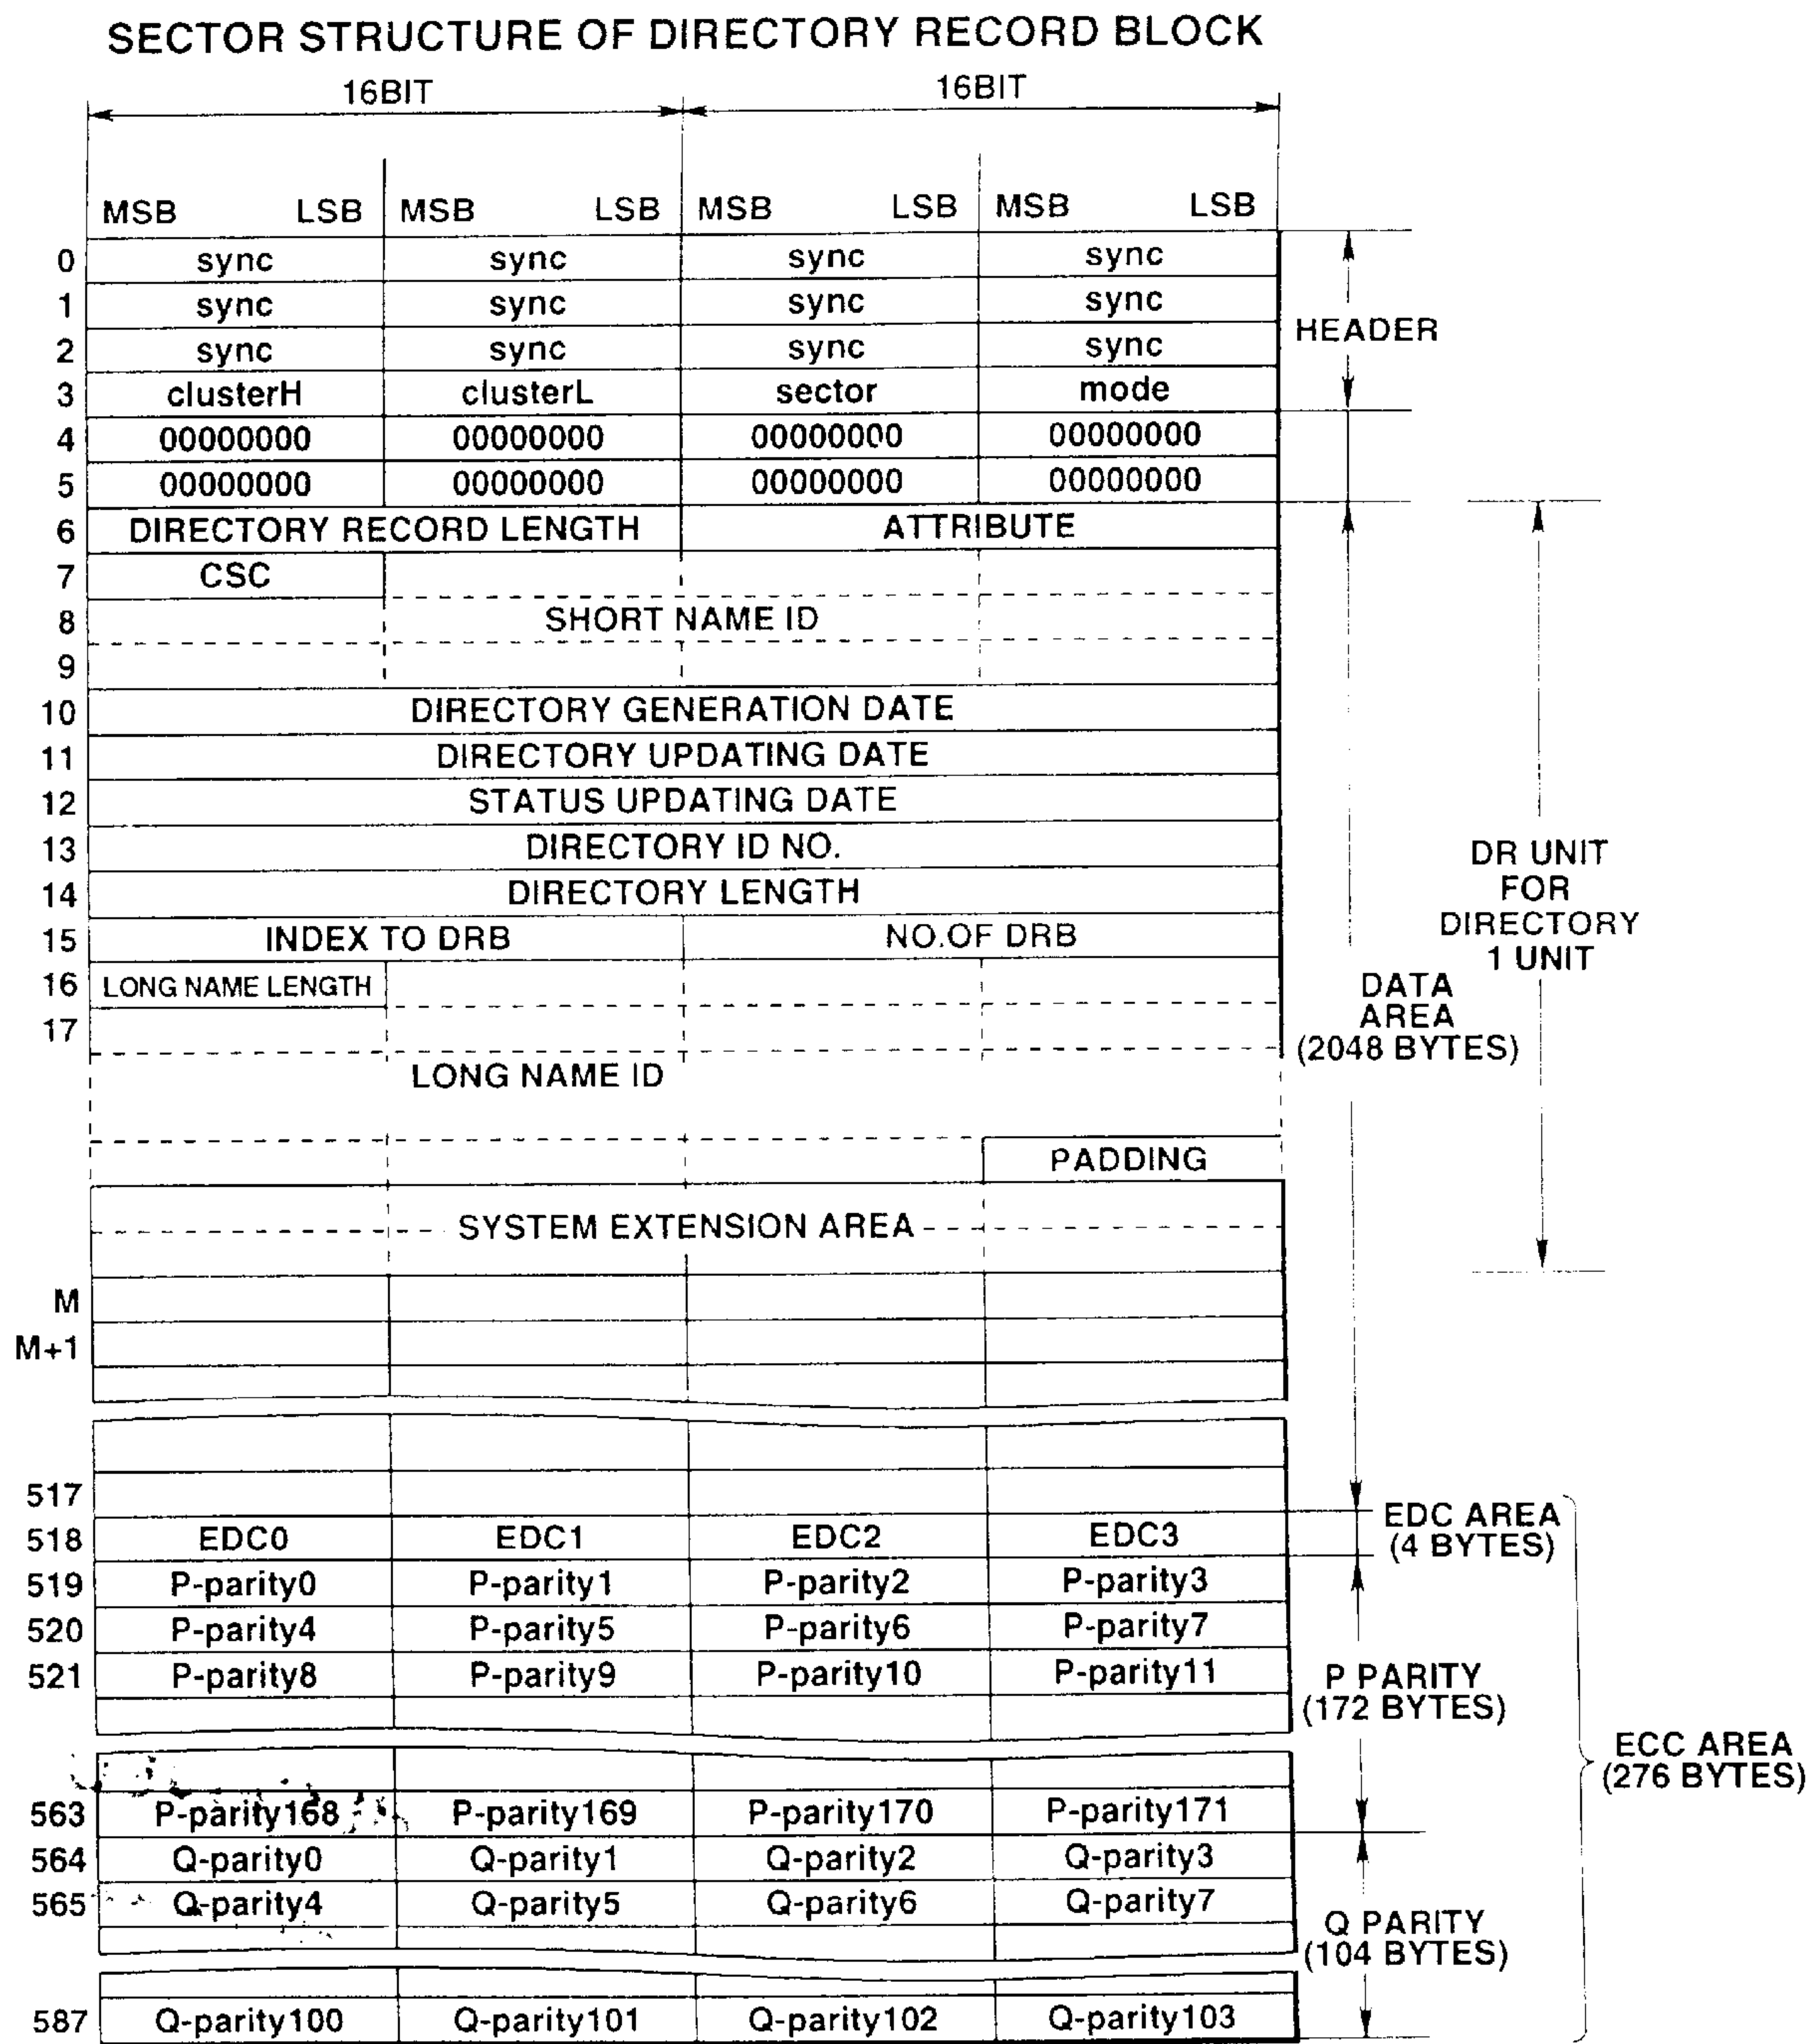 SECTOR STRUCTURE OF DIRECTORY RECORD BLOCK
16BIT 16BIT
MSB LSB MSB LSB MSB LSB MSB LSB
0 sync sync sync sync
1 sync sync sync sync
HEADER
2 sync sync sync sync
3 clusterH clusterL sector mode
4 00000000 00000000 00000000 00000000
5 00000000 00000000 00000000 00000000
6 DIRECTORY RECORD LENGTH ATTRIBUTE
7 CSC
8 SHORT NAME ID
9
10 DIRECTORY GENERATION DATE
11 DIRECTORY UPDATING DATE
12 STATUS UPDATING DATE
13 DIRECTORY ID NO.
14 DIRECTORY LENGTH
15 INDEX TO DRB NO.OF DRB
DR UNIT
FOR
DIRECTORY
1 UNIT
16 LONG NAME LENGTH
17
DATA
AREA
(2048 BYTES)
LONG NAME ID
PADDING
SYSTEM EXTENSION AREA
M
M+1
517
518 EDC0 EDC1 EDC2 EDC3
EDC AREA
(4 BYTES)
519 P-parity0 P-parity1 P-parity2 P-parity3
520 P-parity4 P-parity5 P-parity6 P-parity7
521 P-parity8 P-parity9 P-parity10 P-parity11
P PARITY
(172 BYTES)
ECC AREA
(276 BYTES)
563 P-parity168 P-parity169 P-parity170 P-parity171
564 Q-parity0 Q-parity1 Q-parity2 Q-parity3
565 Q-parity4 Q-parity5 Q-parity6 Q-parity7
Q PARITY
(104 BYTES)
587 Q-parity100 Q-parity101 Q-parity102 Q-parity103